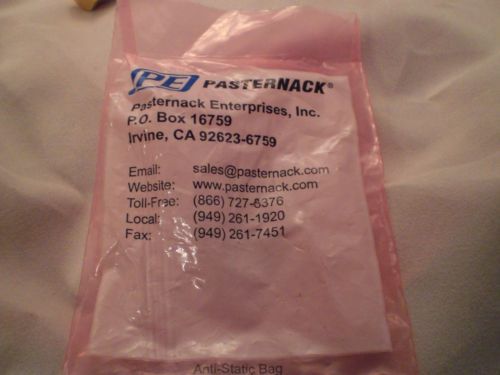 PE PASTERNACK®
Pasternack Enterprises, Inc.
P.O. Box 16759
Irvine, CA 92623-6759
Email: sales@pasternack.com
Website: www.pasternack.com
Toll-Free: (866) 727-8376
Local: (949) 261-1920
Fax: (949) 261-7451
Anti-Static Bag